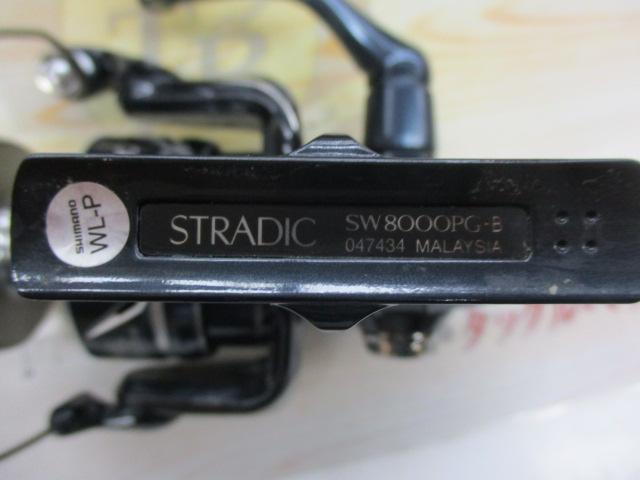 SHIMANO
WL-P
STRADIC
SW8000PG-B
047434 MALAYSIA